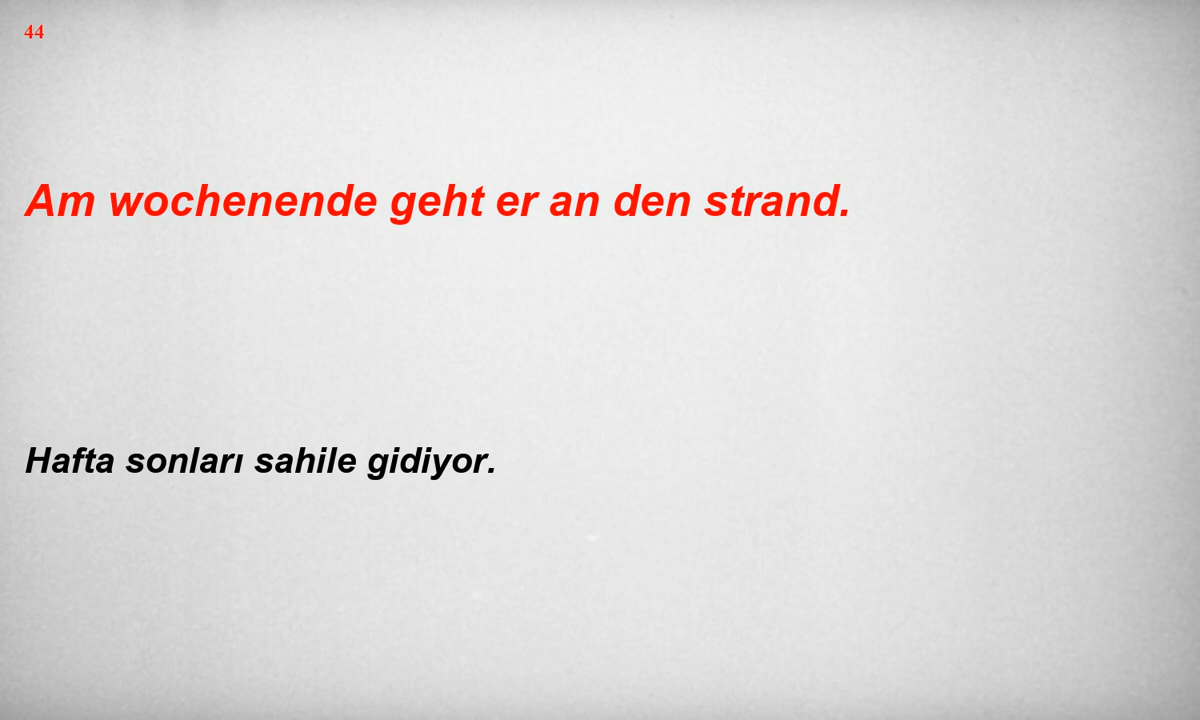 44
Am wochenende geht er an den strand.
Hafta sonları sahile gidiyor.